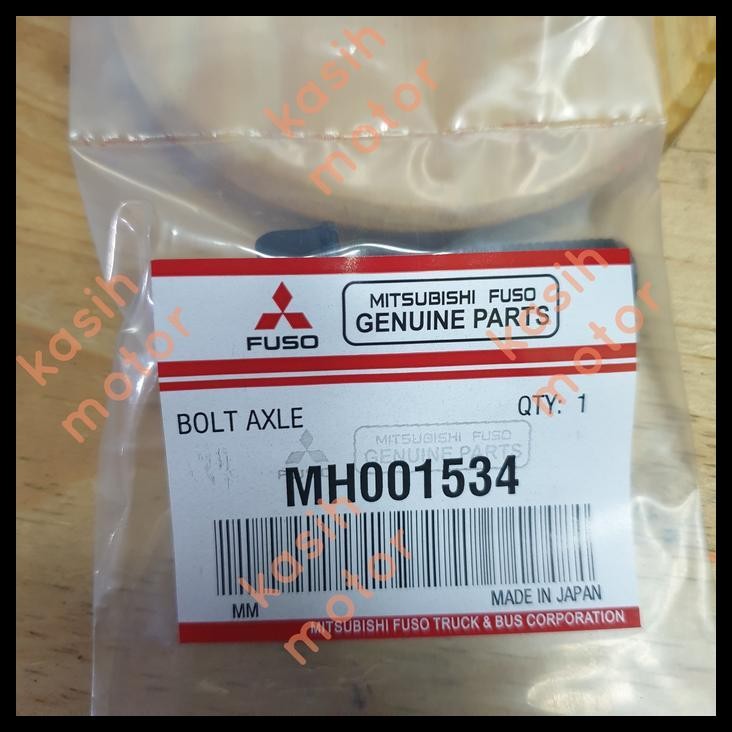 kasih
motor
kasih
motor
kasih
motor
FUSO
MITSUBISHI FUSO
GENUINE PARTS
BOLT AXLE
QTY: 1
MITSUBISHI FUSO
GENUINE PARTS
MH001534
kasih
motor
MM
MADE IN JAPAN
MITSUBISHI FUSO TRUCK & BUS CORPORATION